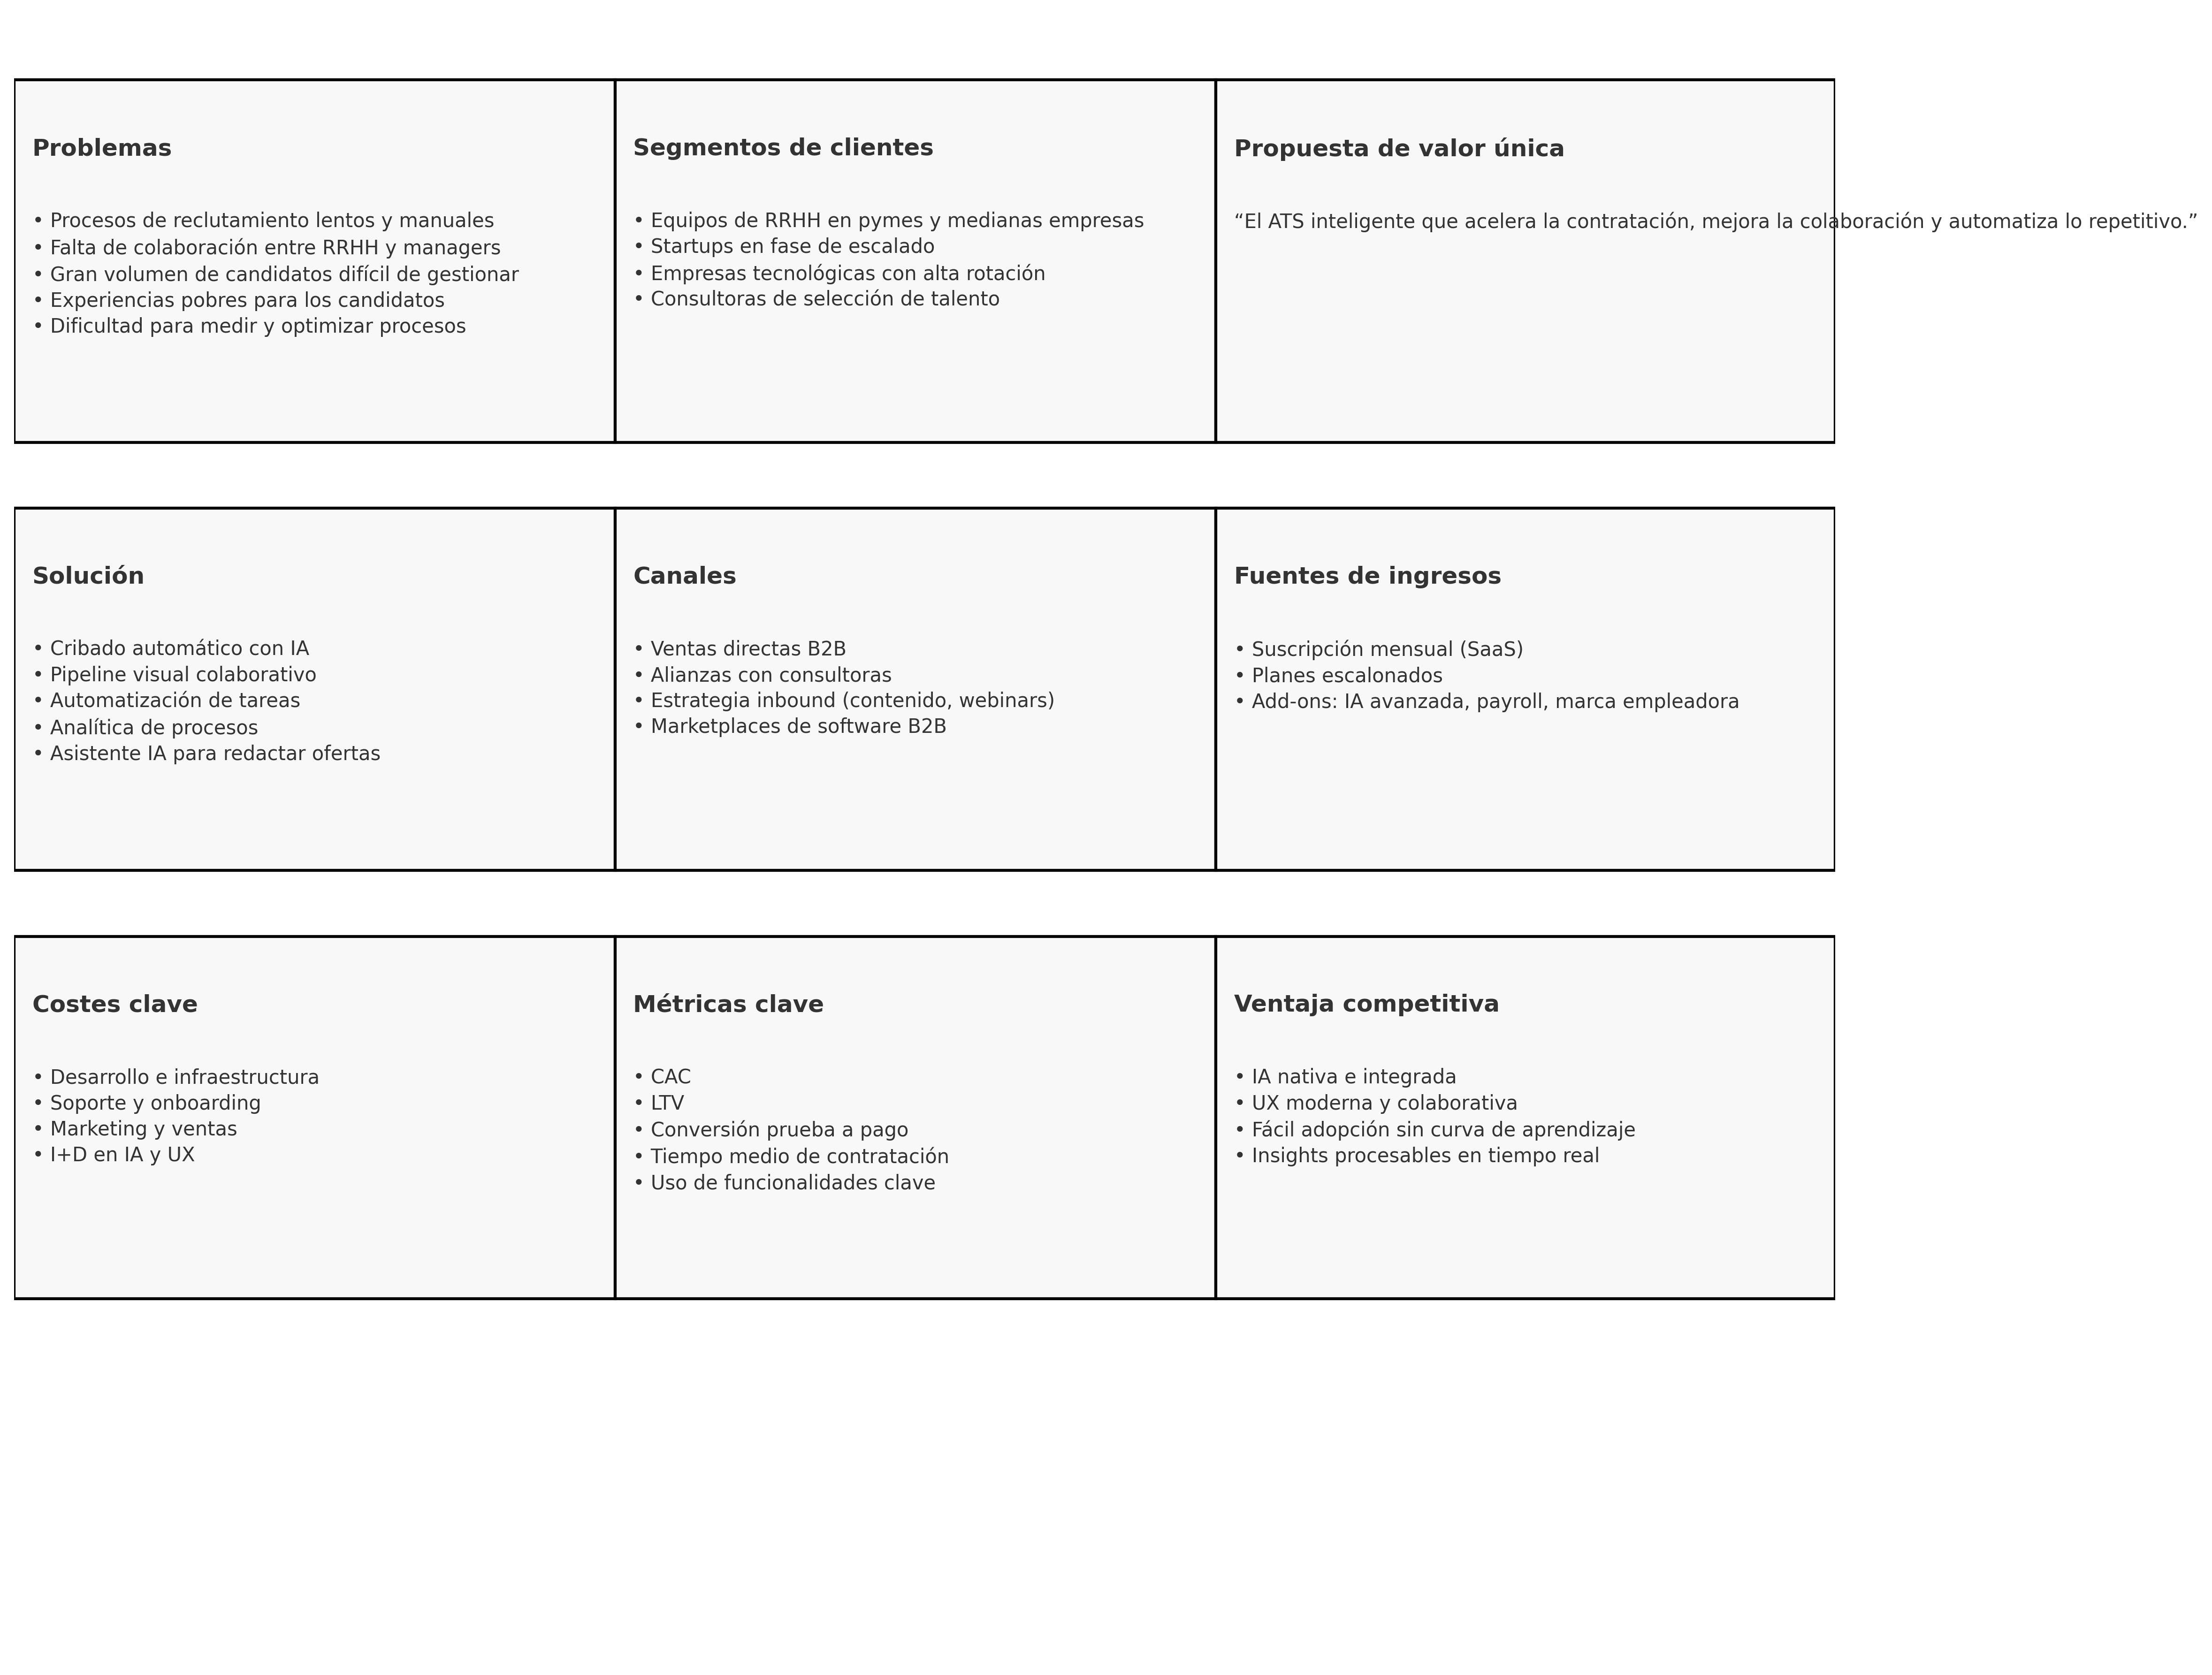 Problemas
• Procesos de reclutamiento lentos y manuales
• Falta de colaboración entre RRHH y managers
• Gran volumen de candidatos difícil de gestionar
• Experiencias pobres para los candidatos
• Dificultad para medir y optimizar procesos
Segmentos de clientes
• Equipos de RRHH en pymes y medianas empresas
• Startups en fase de escalado
• Empresas tecnológicas con alta rotación
• Consultoras de selección de talento
Propuesta de valor única
“El ATS inteligente que acelera la contratación, mejora la colaboración y automatiza lo repetitivo.”
Solución
• Cribado automático con IA
• Pipeline visual colaborativo
• Automatización de tareas
• Analítica de procesos
• Asistente IA para redactar ofertas
Canales
• Ventas directas B2B
• Alianzas con consultoras
• Estrategia inbound (contenido, webinars)
• Marketplaces de software B2B
Fuentes de ingresos
• Suscripción mensual (SaaS)
• Planes escalonados
• Add-ons: IA avanzada, payroll, marca empleadora
Costes clave
• Desarrollo e infraestructura
• Soporte y onboarding
• Marketing y ventas
• I+D en IA y UX
Métricas clave
• CAC
• LTV
• Conversión prueba a pago
• Tiempo medio de contratación
• Uso de funcionalidades clave
Ventaja competitiva
• IA nativa e integrada
• UX moderna y colaborativa
• Fácil adopción sin curva de aprendizaje
• Insights procesables en tiempo real